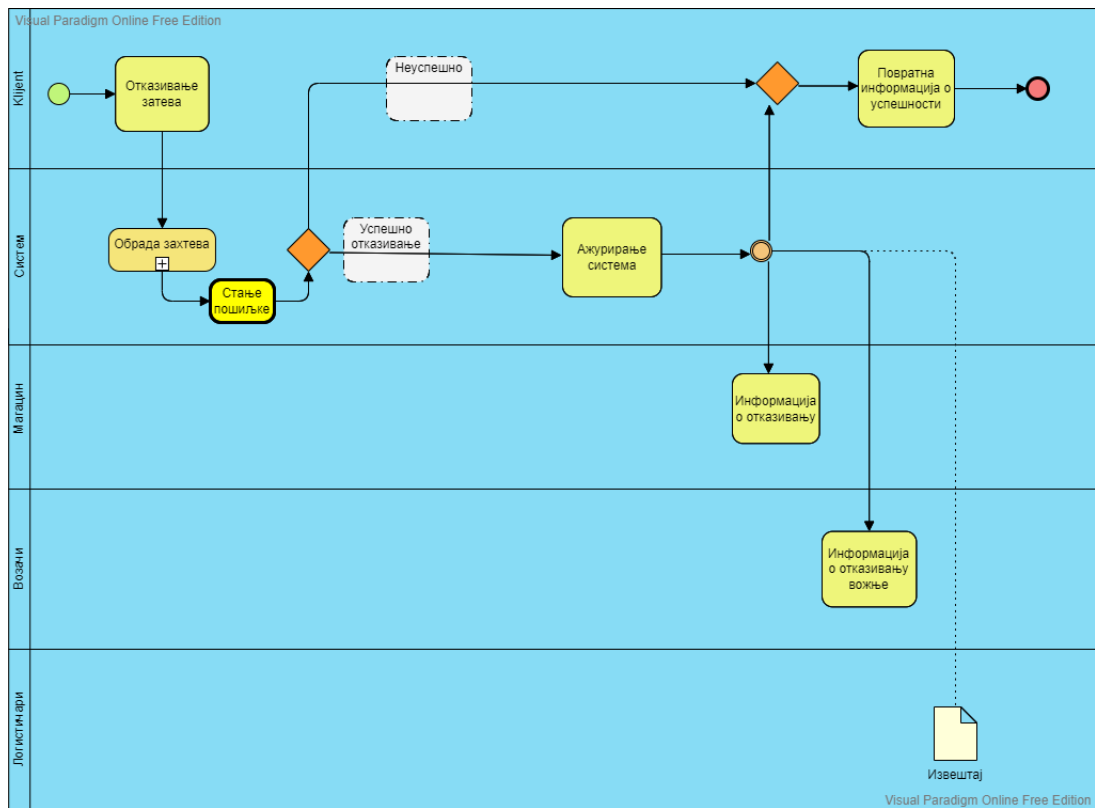 Visual Paradigm Online Free Edition
Klijent
Отказивање
затева
Неуспешно
Повратна
информација о
успешности
Систем
Обрада захтева
Стање
пошиљке
Успешно
отказивање
Ажурирање
система
Магацин
Информација
о отказивању
Возачи
Информација
о отказивању
вожње
Логистичари
Извештај
Visual Paradigm Online Free Edition